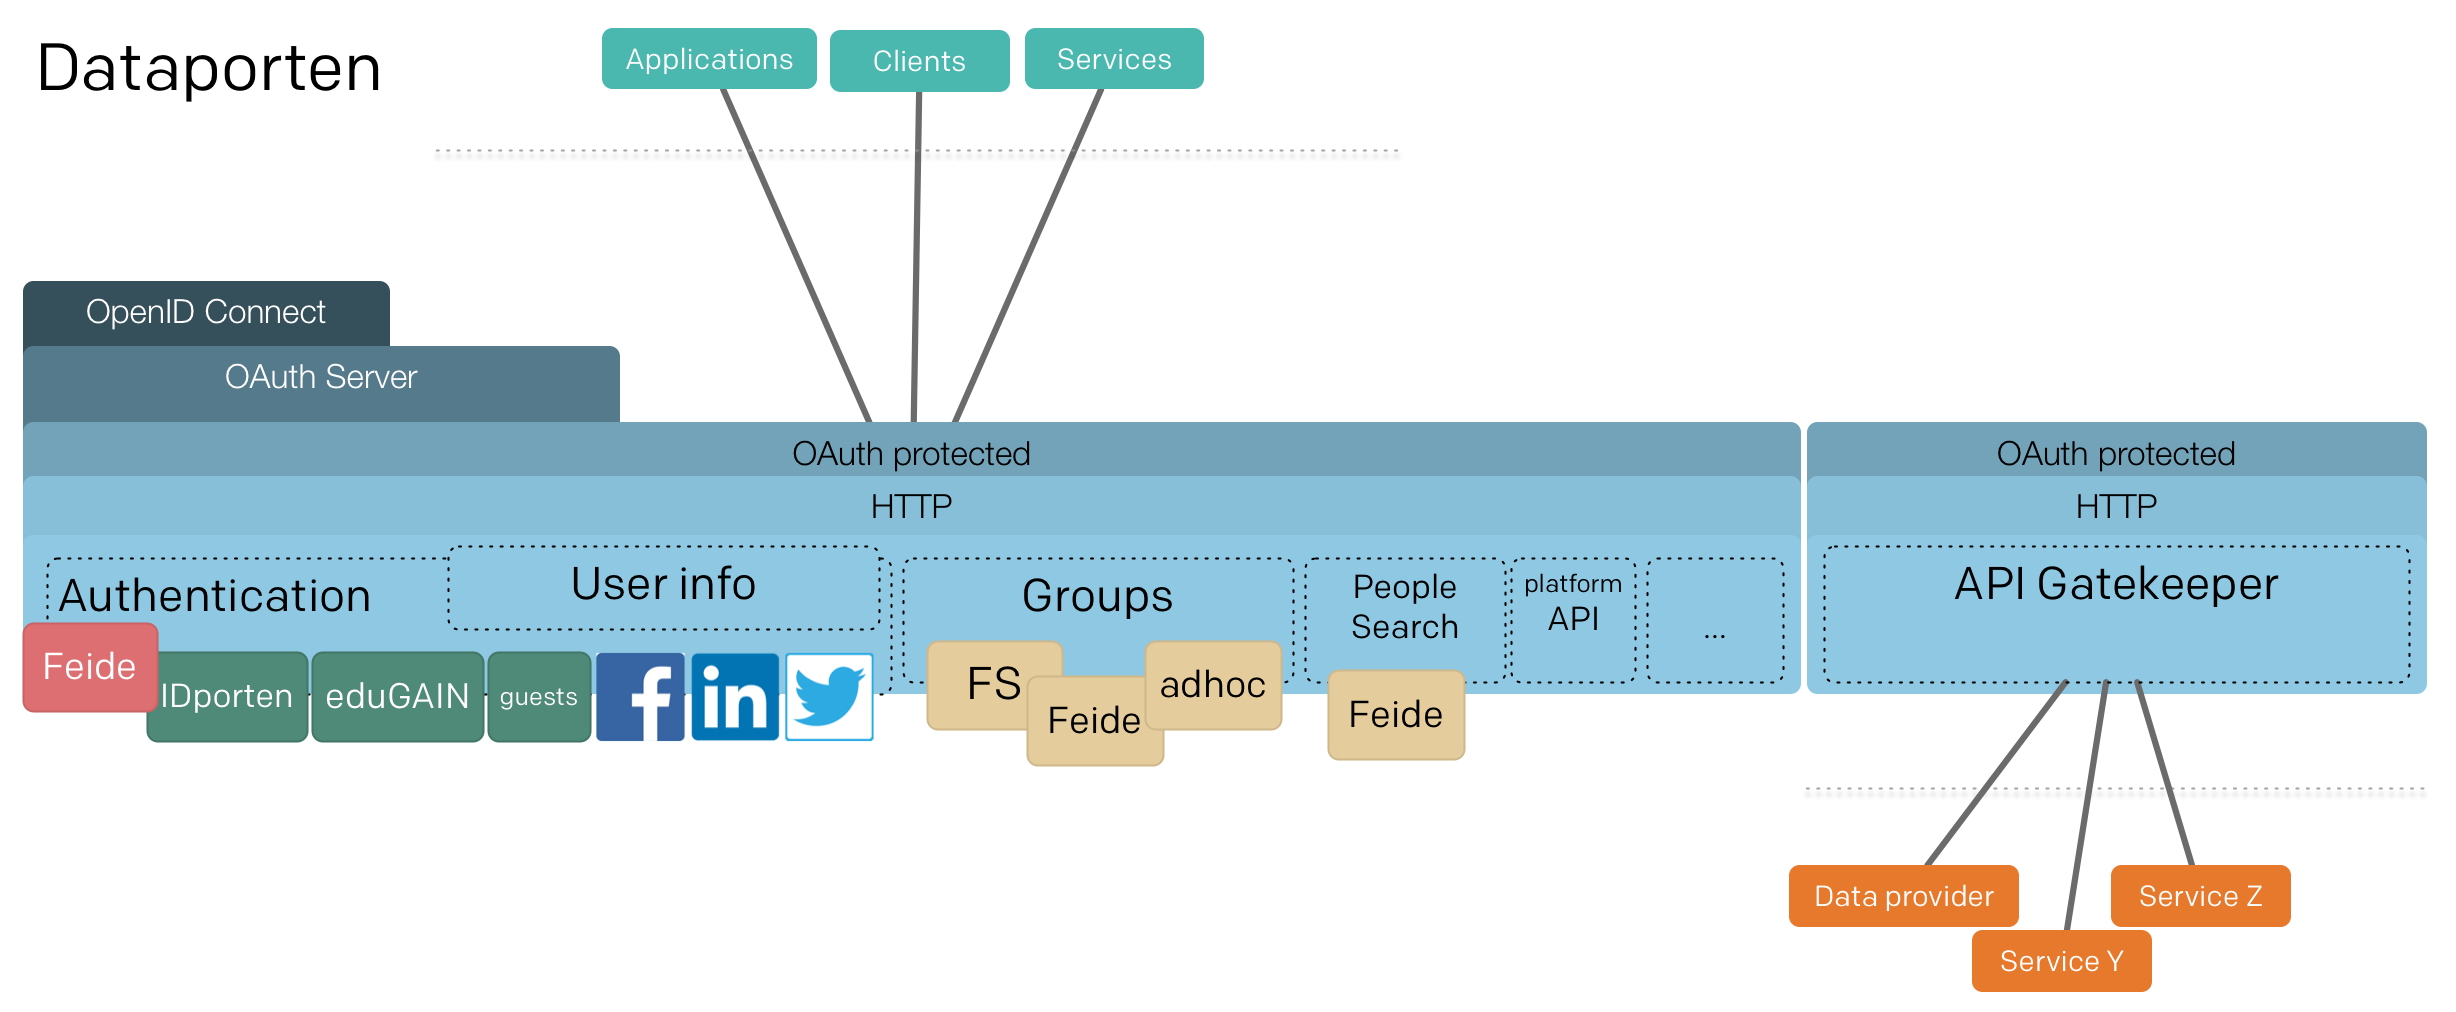 Dataporten
Applications
Clients
Services
OpenID Connect
OAuth Server
OAuth protected
HTTP
Authentication
User info
Groups
People
Search
platform
API
...
Feide
IDporten
eduGAIN
guests
f
in
FS
Feide
adhoc
Feide
OAuth protected
HTTP
API Gatekeeper
Data provider
Service Z
Service Y